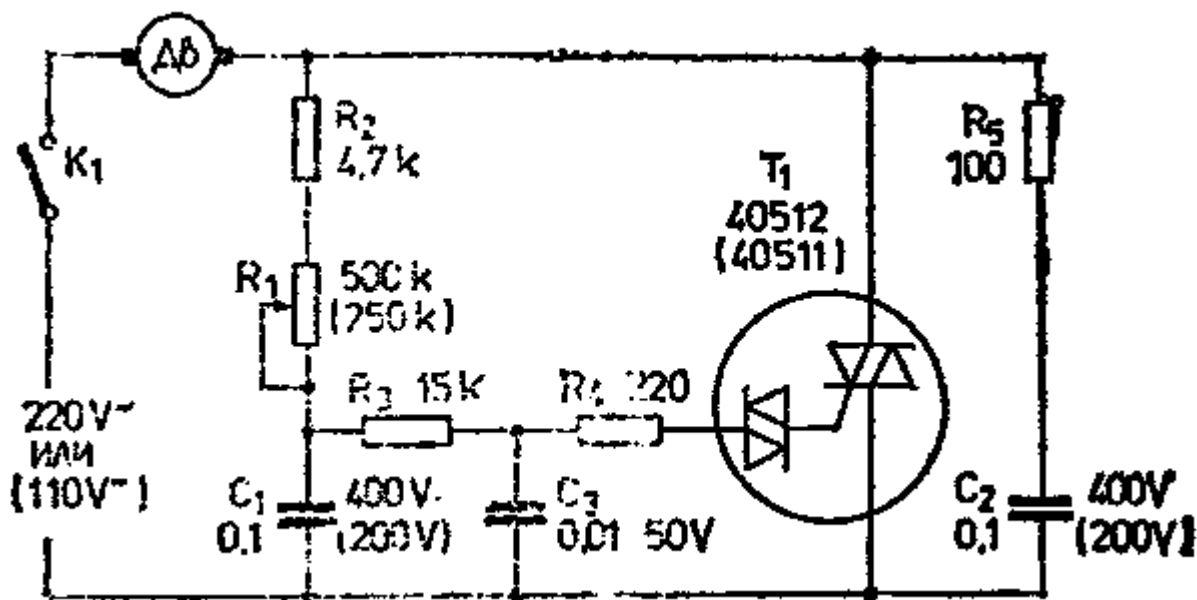 ДВ
K1
R2
4,7 k
R1
500 k
(250 k)
220V~
ИЛИ
(110V~)
R3 15 k
R4 220
C1
0,1
400V
(200V)
C3
0,01 50V
T1
40512
(40511)
R5
100
C2
0,1
400V
(200V)